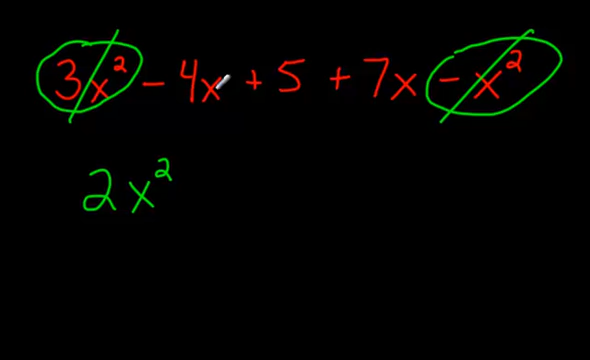 3x² - 4x + 5 + 7x - x²
2x²